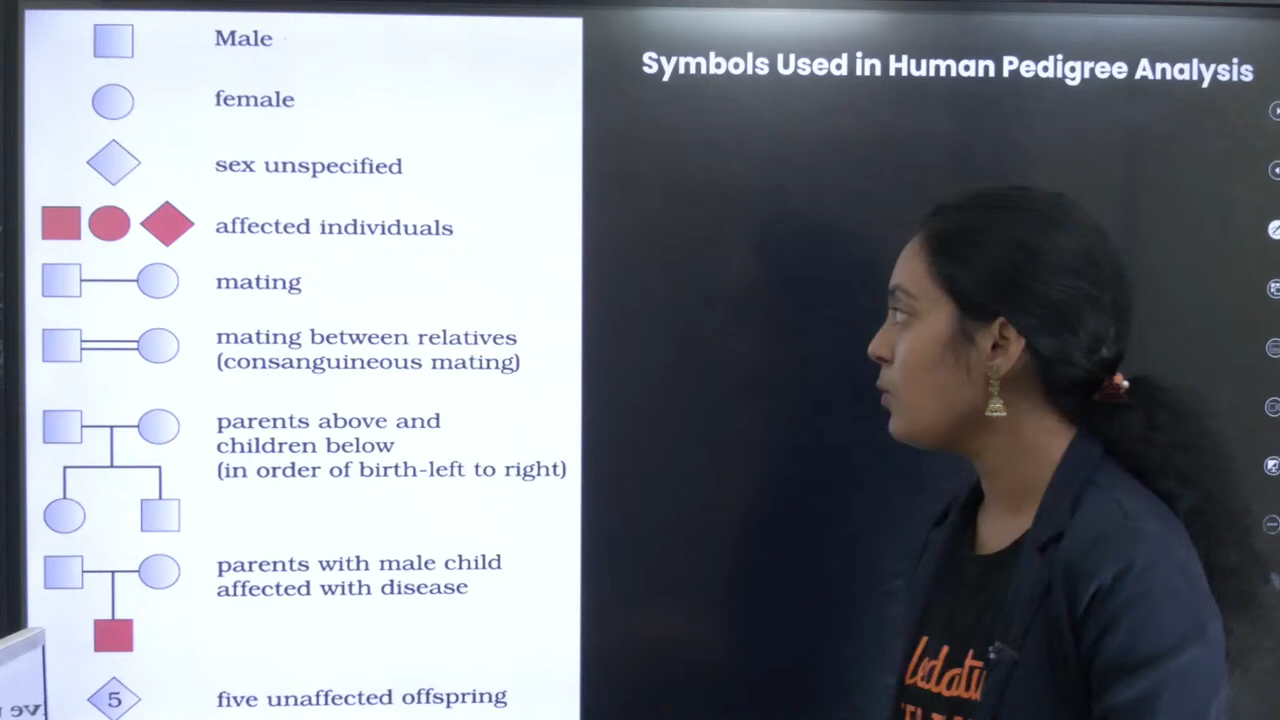 Symbols Used in Human Pedigree Analysis
Male
female
sex unspecified
affected individuals
mating
mating between relatives
(consanguineous mating)
parents above and
children below
(in order of birth-left to right)
parents with male child
affected with disease
5
five unaffected offspring